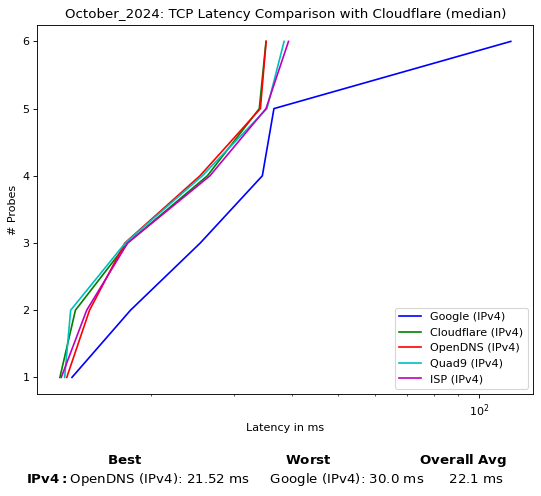 October_2024: TCP Latency Comparison with Cloudflare (median)
6
5
4
3
2
1
# Probes
Google (IPv4)
Cloudflare (IPv4)
OpenDNS (IPv4)
Quad9 (IPv4)
ISP (IPv4)
10²
Latency in ms
Best Worst Overall Avg
IPv4: OpenDNS (IPv4): 21.52 ms Google (IPv4): 30.0 ms 22.1 ms